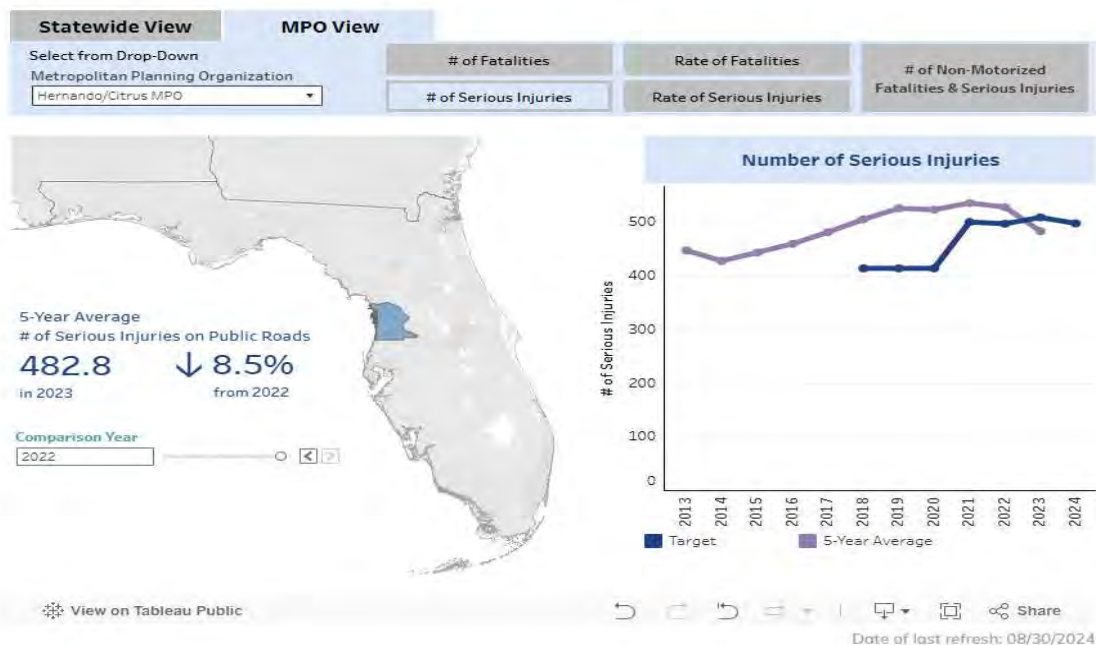 Statewide View
MPO View
Select from Drop-Down
Metropolitan Planning Organization
Hernando/Citrus MPO
# of Fatalities
Rate of Fatalities
# of Non-Motorized
Fatalities & Serious Injuries
# of Serious Injuries
Rate of Serious Injuries
5-Year Average
# of Serious Injuries on Public Roads
482.8
in 2023
↓ 8.5%
from 2022
Comparison Year
2022
Number of Serious Injuries
# of Serious Injuries
500
400
300
200
100
0
2013
2014
2015
2016
2017
2018
2019
2020
2021
2022
2023
2024
Target
5-Year Average
View on Tableau Public
Share
Date of last refresh: 08/30/2024